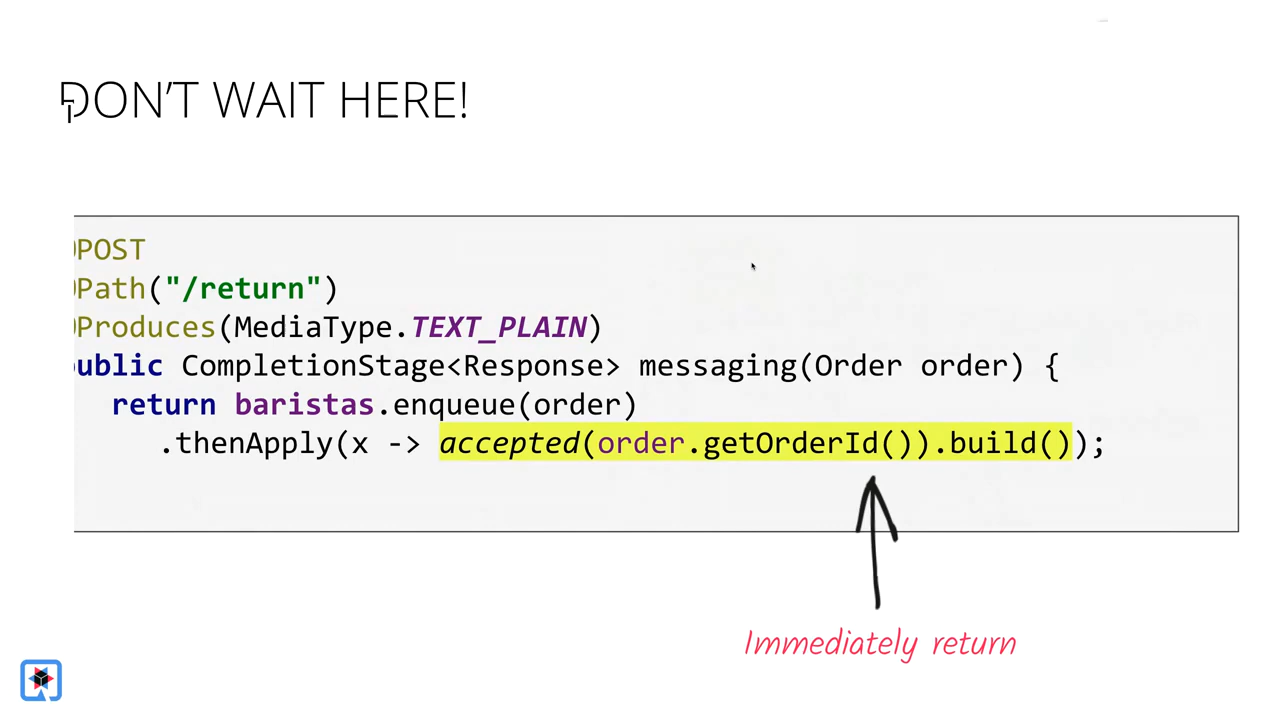 DON'T WAIT HERE!
@POST
@Path("/return")
@Produces(MediaType.TEXT_PLAIN)
public CompletionStage<Response> messaging(Order order) {
return baristas.enqueue(order)
.thenApply(x -> accepted(order.getOrderId()).build());
Immediately return